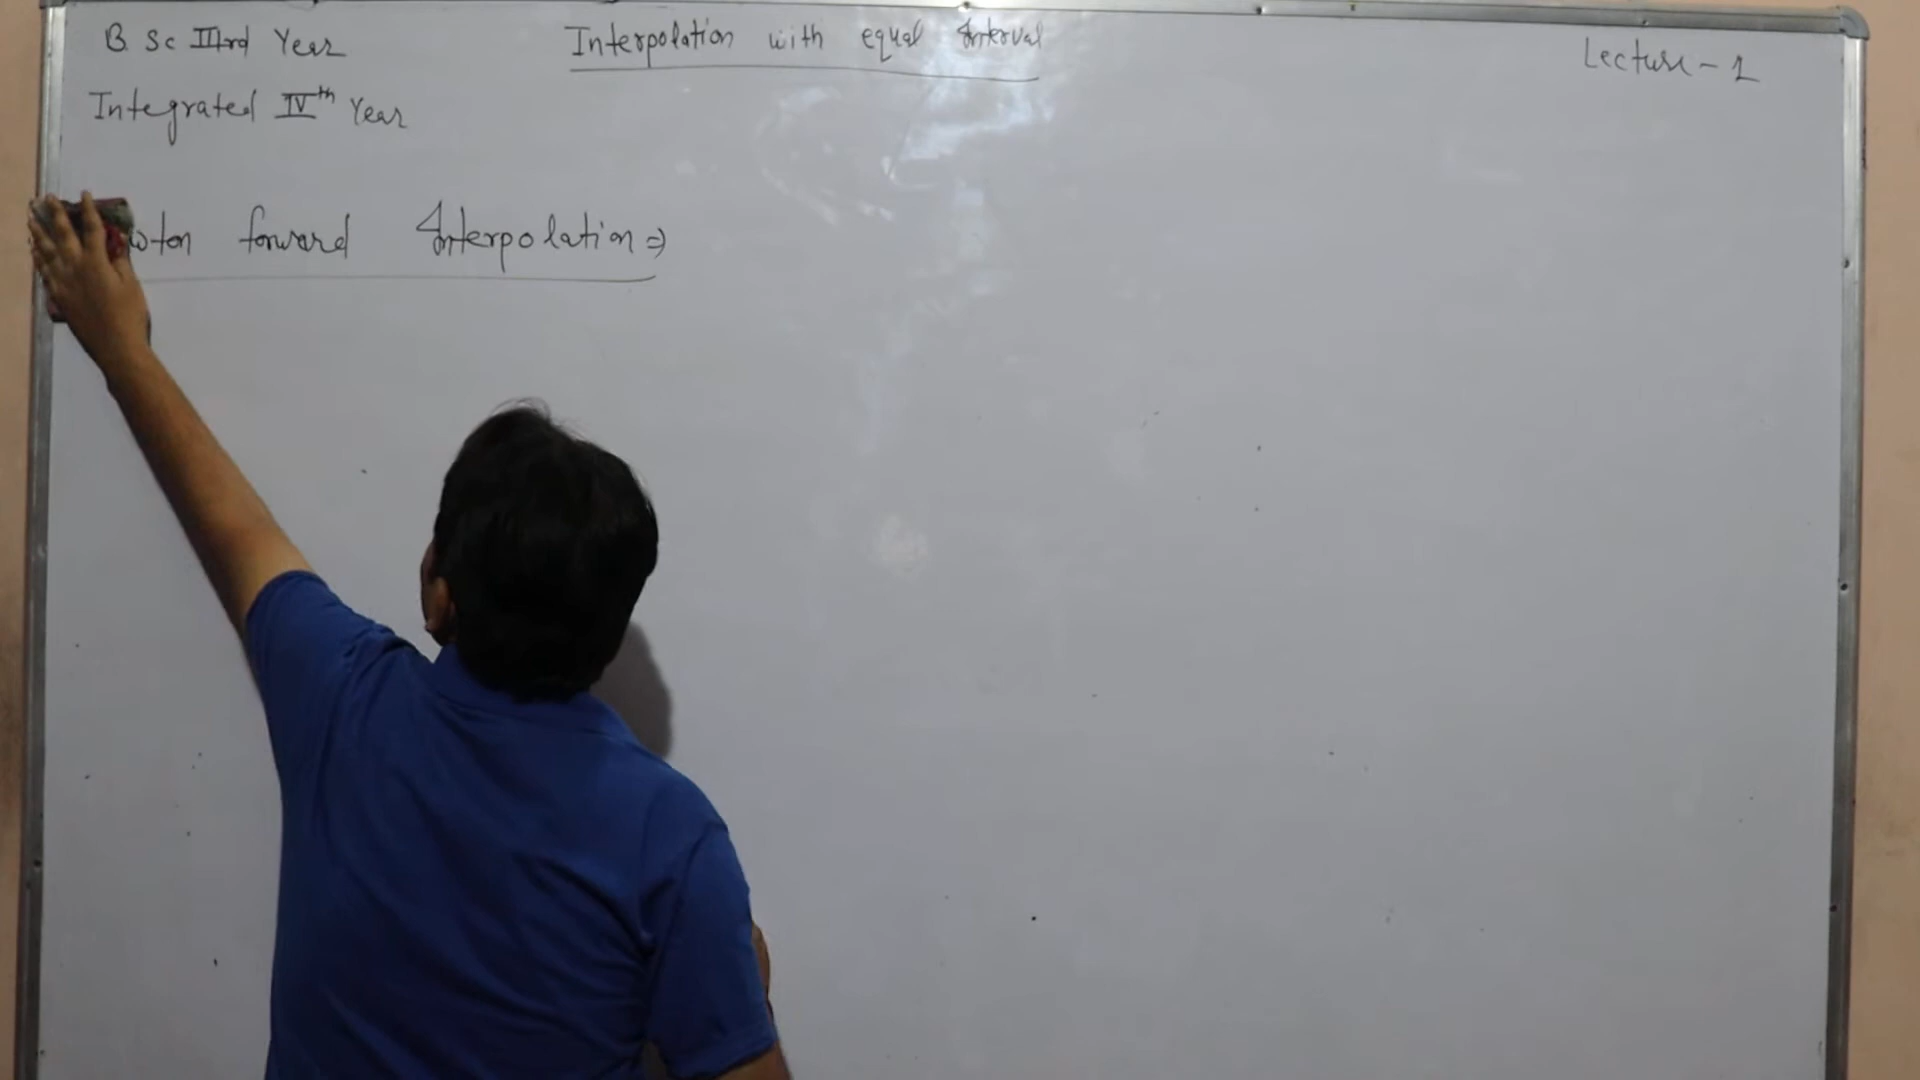 B Sc IIIrd Year
Interpolation with equal Interval
Lecture - 1
Integrated IVth Year
forward Interpolation ⇒